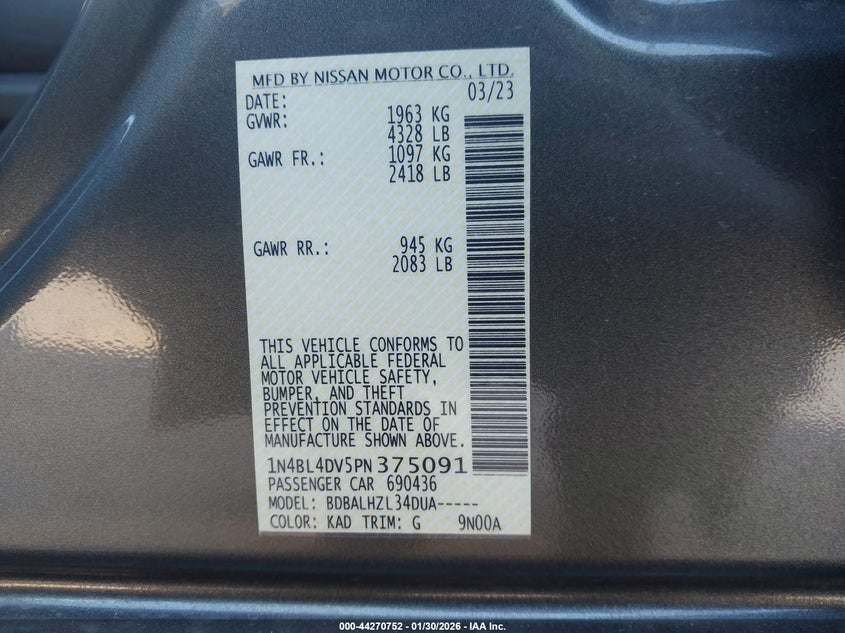 MFD BY NISSAN MOTOR CO., LTD.
DATE: 03/23
GVWR: 1963 KG
4328 LB
GAWR FR.: 1097 KG
2418 LB
GAWR RR.: 945 KG
2083 LB
THIS VEHICLE CONFORMS TO
ALL APPLICABLE FEDERAL
MOTOR VEHICLE SAFETY,
BUMPER, AND THEFT
PREVENTION STANDARDS IN
EFFECT ON THE DATE OF
MANUFACTURE SHOWN ABOVE.
1N4BL4DV5PN375091
PASSENGER CAR 690436
MODEL: BDBALHZL34DUA-----
COLOR: KAD TRIM: G 9N00A
000-44270752 - 01/30/2026 - IAA Inc.